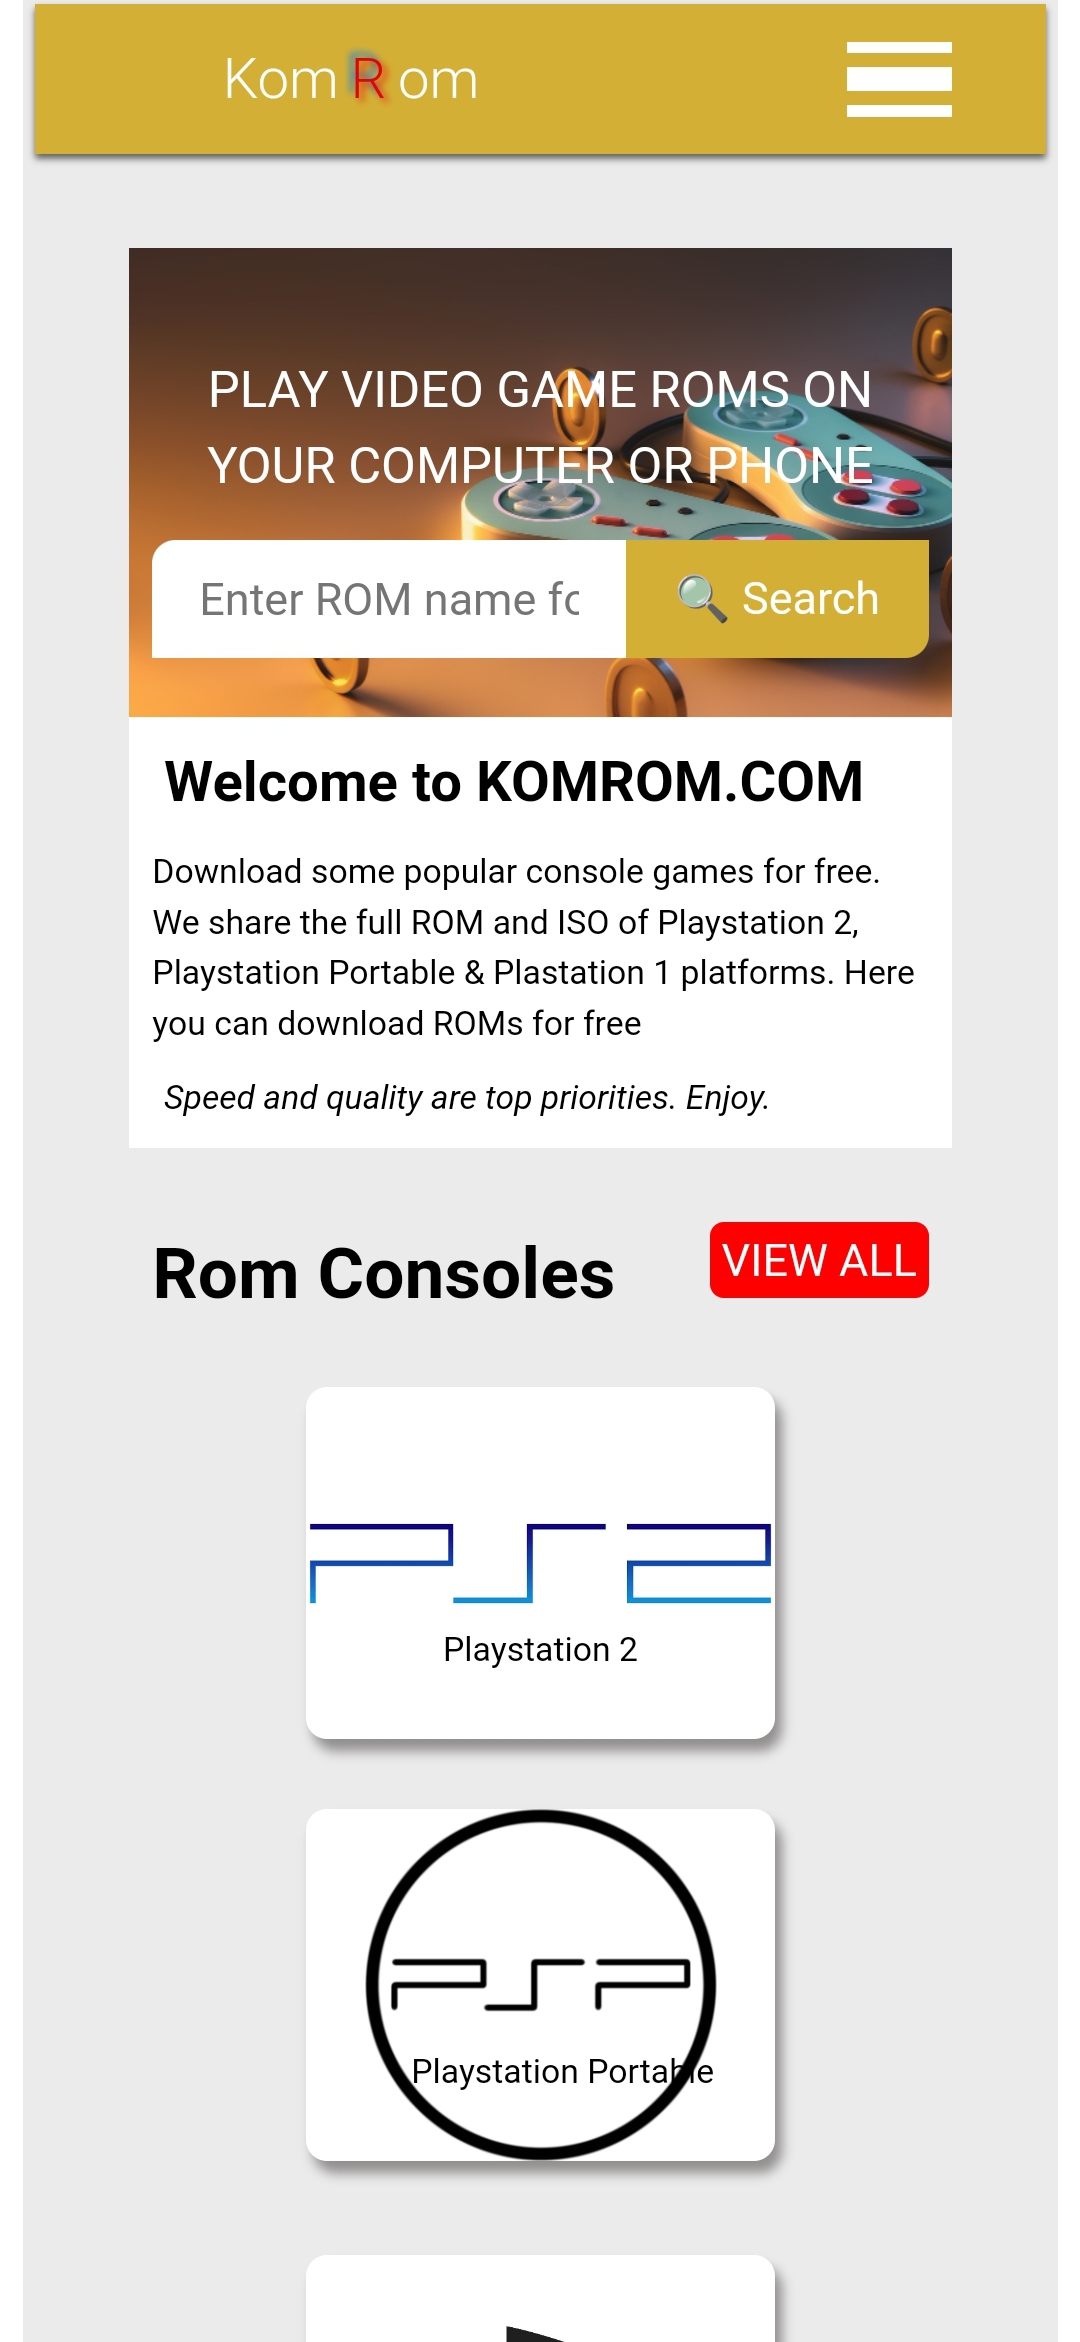 Kom R om
PLAY VIDEO GAME ROMS ON
YOUR COMPUTER OR PHONE
Enter ROM name fo
🔍 Search
Welcome to KOMROM.COM
Download some popular console games for free.
We share the full ROM and ISO of Playstation 2,
Playstation Portable & Plastation 1 platforms. Here
you can download ROMs for free
Speed and quality are top priorities. Enjoy.
Rom Consoles
VIEW ALL
PS2
Playstation 2
PSP
Playstation Portable